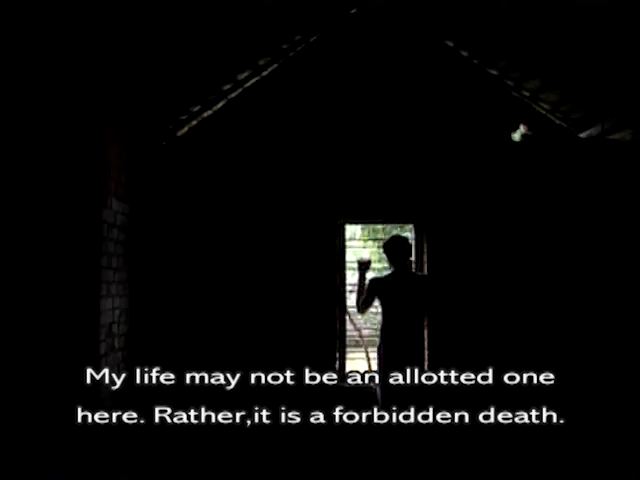 My life may not be an allotted one
here. Rather,it is a forbidden death.